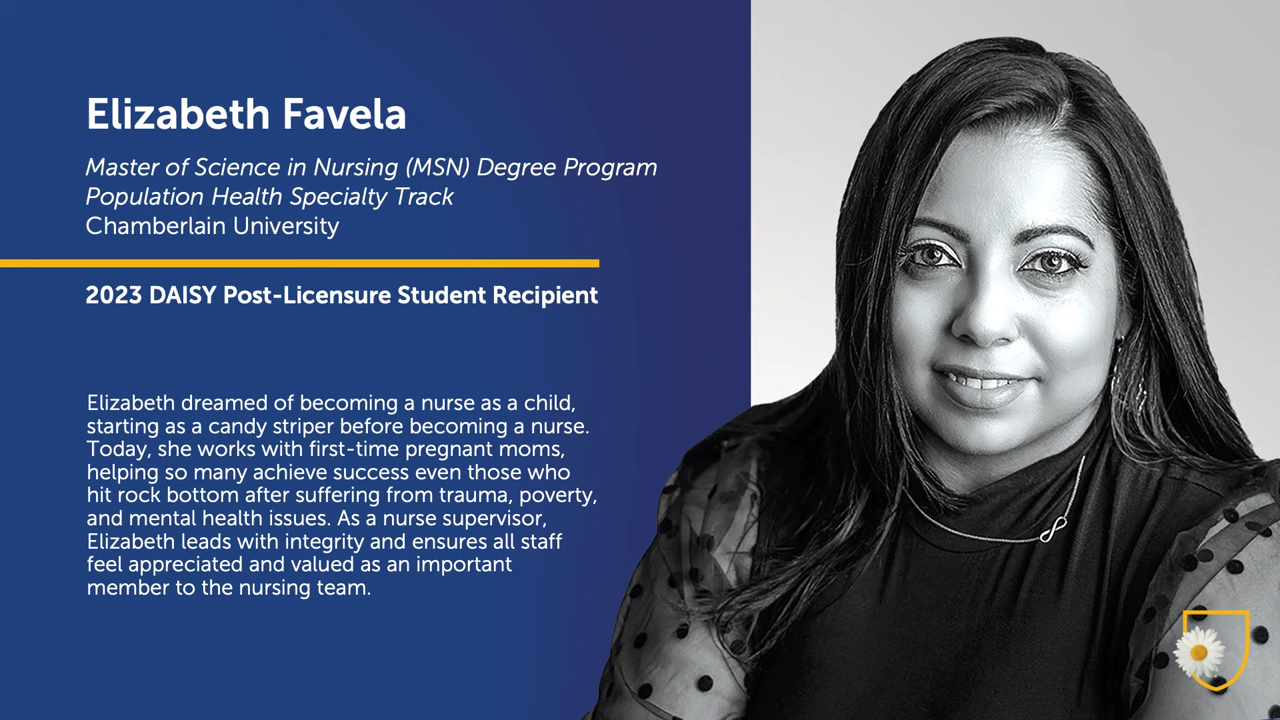 Elizabeth Favela
Master of Science in Nursing (MSN) Degree Program
Population Health Specialty Track
Chamberlain University
2023 DAISY Post-Licensure Student Recipient
Elizabeth dreamed of becoming a nurse as a child,
starting as a candy striper before becoming a nurse.
Today, she works with first-time pregnant moms,
helping so many achieve success even those who
hit rock bottom after suffering from trauma, poverty,
and mental health issues. As a nurse supervisor,
Elizabeth leads with integrity and ensures all staff
feel appreciated and valued as an important
member to the nursing team.